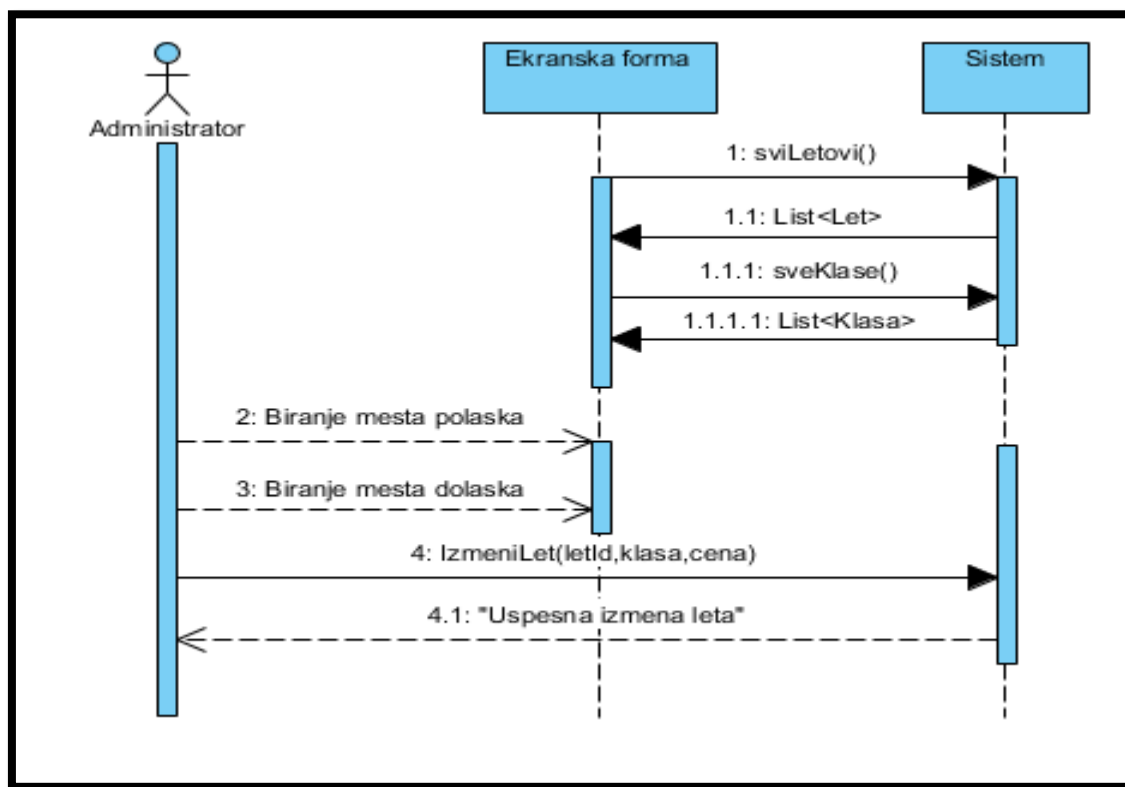 Ekranska forma
Sistem
Administrator
1: sviLetovi()
1.1: List<Let>
1.1.1: sveKlase()
1.1.1.1: List<Klasa>
2: Biranje mesta polaska
3: Biranje mesta dolaska
4: IzmeniLet(letId,klasa,cena)
4.1: "Uspesna izmena leta"